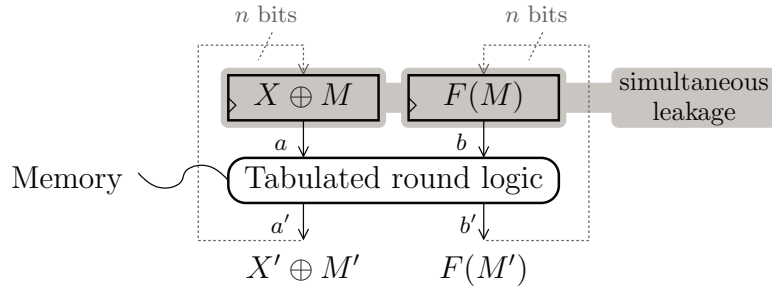 n bits
n bits
X ⊕ M
F(M)
simultaneous
leakage
a
b
Memory
Tabulated round logic
a′
b′
X′ ⊕ M′
F(M′)